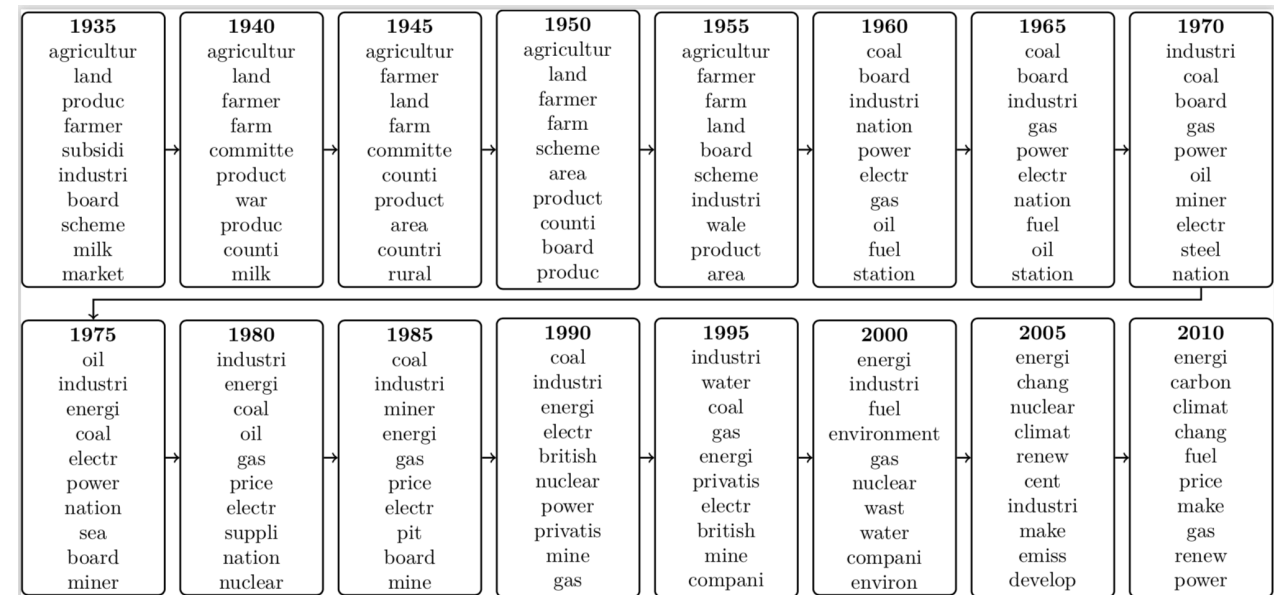 1935
agricultur
land
produc
farmer
subsidi
industri
board
scheme
milk
market
1940
agricultur
land
farmer
farm
committe
product
war
produc
counti
milk
1945
agricultur
farmer
land
farm
committe
counti
product
area
countri
rural
1950
agricultur
land
farmer
farm
scheme
area
product
counti
board
produc
1955
agricultur
farmer
farm
land
board
scheme
industri
wale
product
area
1960
coal
board
industri
nation
power
electr
gas
oil
fuel
station
1965
coal
board
industri
gas
power
electr
nation
fuel
oil
station
1970
industri
coal
board
gas
power
oil
miner
electr
steel
nation
1975
oil
industri
energi
coal
electr
power
nation
sea
board
miner
1980
industri
energi
coal
oil
gas
price
electr
suppli
nation
nuclear
1985
coal
industri
miner
energi
gas
price
electr
pit
board
mine
1990
coal
industri
energi
electr
british
nuclear
power
privatis
mine
gas
1995
industri
water
coal
gas
energi
privatis
electr
british
mine
compani
2000
energi
industri
fuel
environment
gas
nuclear
wast
water
compani
environ
2005
energi
chang
nuclear
climat
renew
cent
industri
make
emiss
develop
2010
energi
carbon
climat
chang
fuel
price
make
gas
renew
power